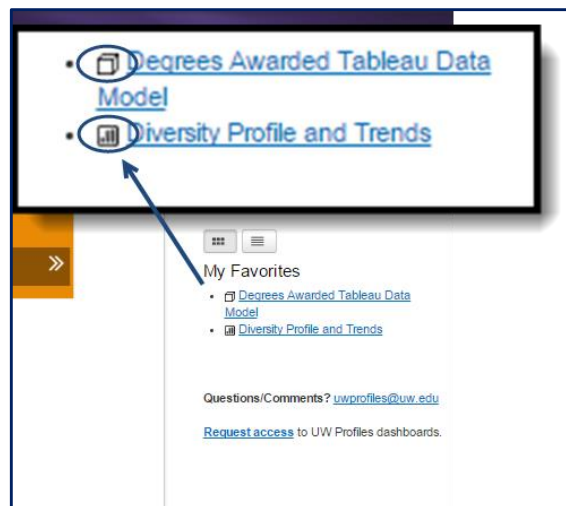 • Degrees Awarded Tableau Data
Model
• Diversity Profile and Trends
»
My Favorites
• Degrees Awarded Tableau Data
Model
• Diversity Profile and Trends
Questions/Comments? uwprofiles@uw.edu
Request access to UW Profiles dashboards.